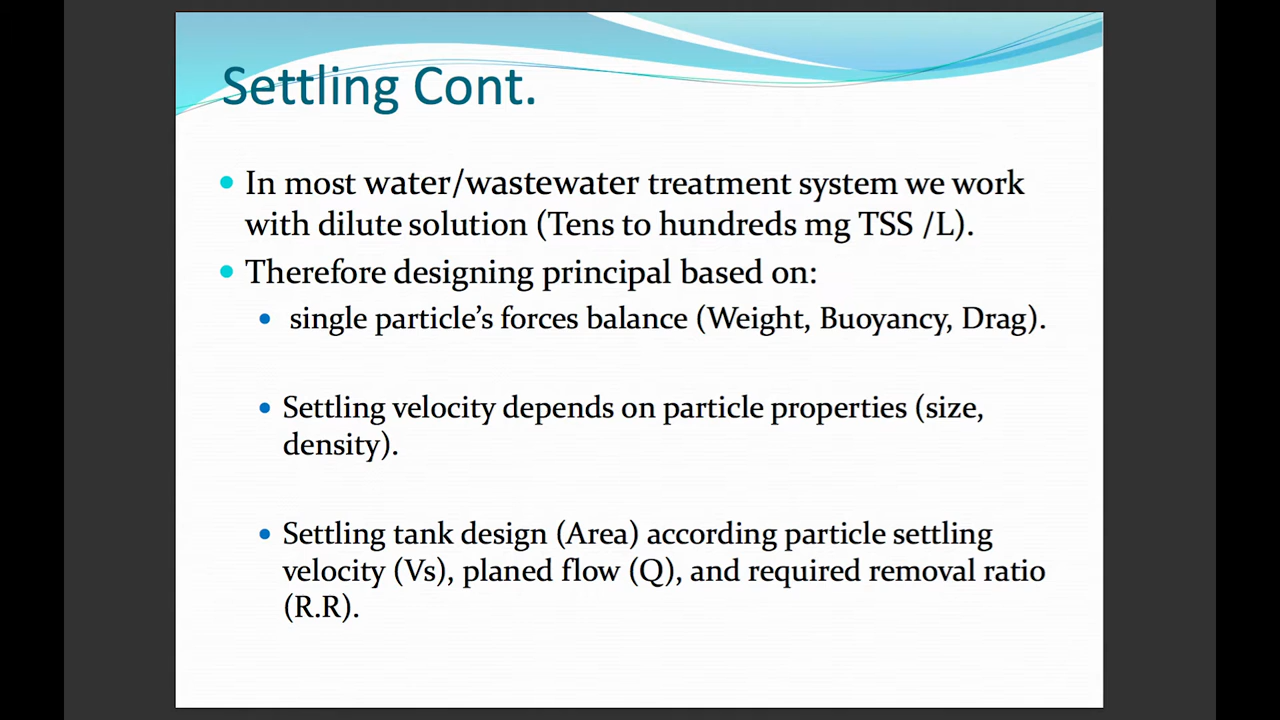 Settling Cont.
In most water/wastewater treatment system we work
with dilute solution (Tens to hundreds mg TSS /L).
Therefore designing principal based on:
single particle's forces balance (Weight, Buoyancy, Drag).
Settling velocity depends on particle properties (size,
density).
Settling tank design (Area) according particle settling
velocity (Vs), planed flow (Q), and required removal ratio
(R.R).